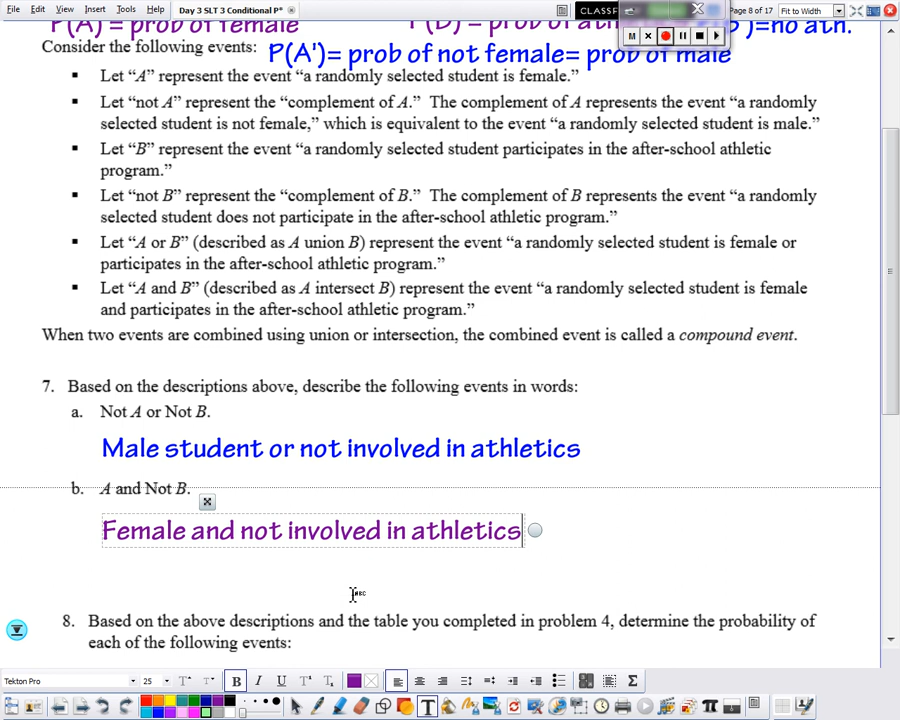 File Edit View Insert Format Tools Add-ons Help Day 3 SLT 3 Conditional P* CLASSF Page 8 of 17 Fit to Width
P(A) = prob of female
=no ath.
Consider the following events: P(A')= prob of not female= prob of male
▪ Let “A” represent the event “a randomly selected student is female.”
▪ Let “not A” represent the “complement of A.” The complement of A represents the event “a randomly
selected student is not female,” which is equivalent to the event “a randomly selected student is male.”
▪ Let “B” represent the event “a randomly selected student participates in the after-school athletic
program.”
▪ Let “not B” represent the “complement of B.” The complement of B represents the event “a randomly
selected student does not participate in the after-school athletic program.”
▪ Let “A or B” (described as A union B) represent the event “a randomly selected student is female or
participates in the after-school athletic program.”
▪ Let “A and B” (described as A intersect B) represent the event “a randomly selected student is female
and participates in the after-school athletic program.”
When two events are combined using union or intersection, the combined event is called a compound event.
7. Based on the descriptions above, describe the following events in words:
a. Not A or Not B.
Male student or not involved in athletics
b. A and Not B.
Female and not involved in athletics
8. Based on the above descriptions and the table you completed in problem 4, determine the probability of
each of the following events:
Tekton Pro 25 B I U